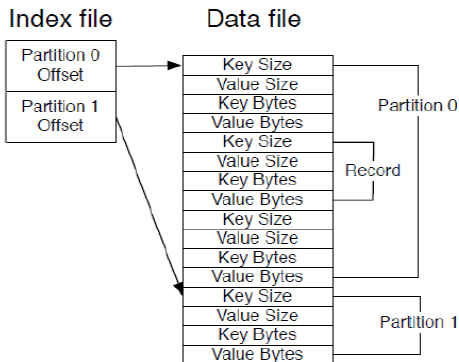 Index file
Data file
Partition 0
Offset
Partition 1
Offset
Key Size
Value Size
Key Bytes
Value Bytes
Key Size
Value Size
Key Bytes
Value Bytes
Key Size
Value Size
Key Bytes
Value Bytes
Key Size
Value Size
Key Bytes
Value Bytes
Partition 0
Record
Partition 1